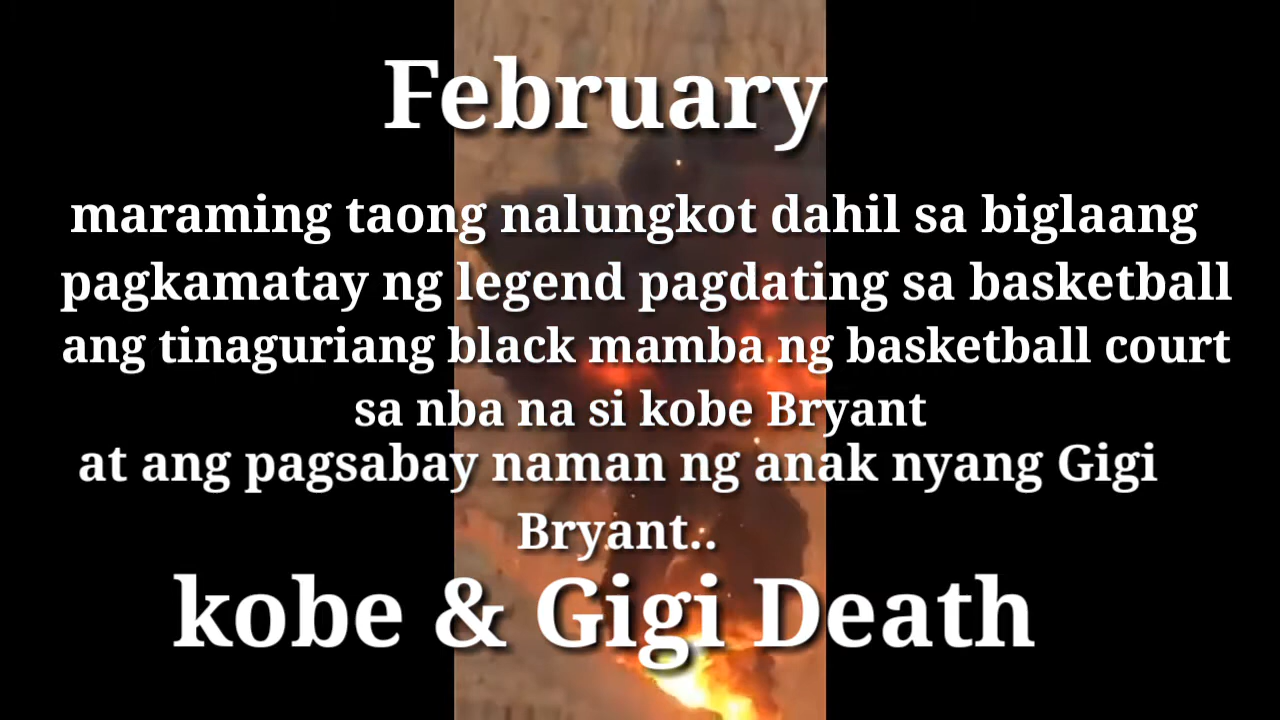 February
maraming taong nalungkot dahil sa biglaang
pagkamatay ng legend pagdating sa basketball
ang tinaguriang black mamba ng basketball court
sa nba na si kobe Bryant
at ang pagsabay naman ng anak nyang Gigi
Bryant..
kobe & Gigi Death